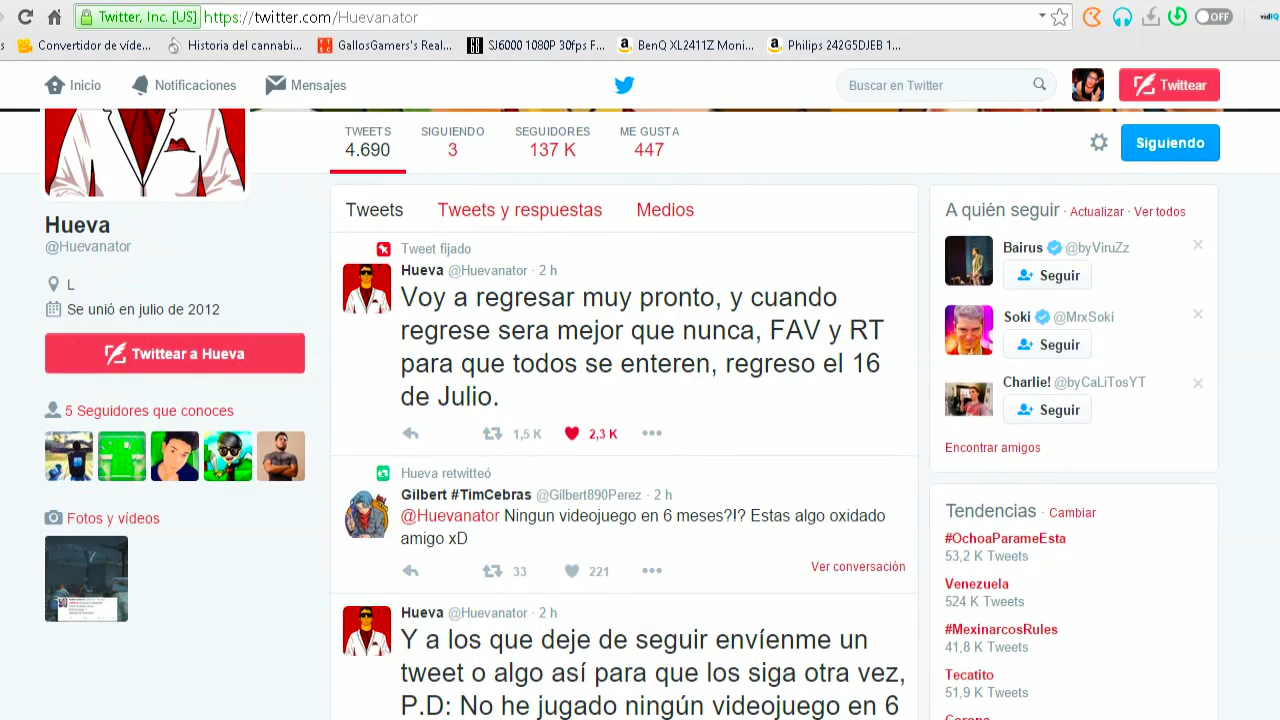 Twitter, Inc. [US] https://twitter.com/Huevanator
OFF
vidIQ
Convertidor de víde...
Historia del cannabi...
GallosGamers's Real...
SJ6000 1080P 30fps F...
BenQ XL2411Z Moni...
Philips 242G5DJEB 1...
Inicio
Notificaciones
Mensajes
Buscar en Twitter
Twittear
TWEETS
4.690
SIGUIENDO
3
SEGUIDORES
137 K
ME GUSTA
447
Siguiendo
Hueva
@Huevanator
L
Se unió en julio de 2012
Twittear a Hueva
5 Seguidores que conoces
Fotos y vídeos
Tweets
Tweets y respuestas
Medios
Tweet fijado
Hueva @Huevanator · 2 h
Voy a regresar muy pronto, y cuando
regrese sera mejor que nunca, FAV y RT
para que todos se enteren, regreso el 16
de Julio.
1,5 K
2,3 K
Hueva retwitteó
Gilbert #TimCebras @Gilbert890Perez · 2 h
@Huevanator Ningun videojuego en 6 meses?!? Estas algo oxidado
amigo xD
33
221
Ver conversación
Hueva @Huevanator · 2 h
Y a los que deje de seguir envíenme un
tweet o algo así para que los siga otra vez,
P.D: No he jugado ningún videojuego en 6
A quién seguir · Actualizar · Ver todos
Bairus @byViruZz
Seguir
Soki @MrxSoki
Seguir
Charlie! @byCaLiTosYT
Seguir
Encontrar amigos
Tendencias · Cambiar
#OchoaParameEsta
53,2 K Tweets
Venezuela
524 K Tweets
#MexinarcosRules
41,8 K Tweets
Tecatito
51,9 K Tweets